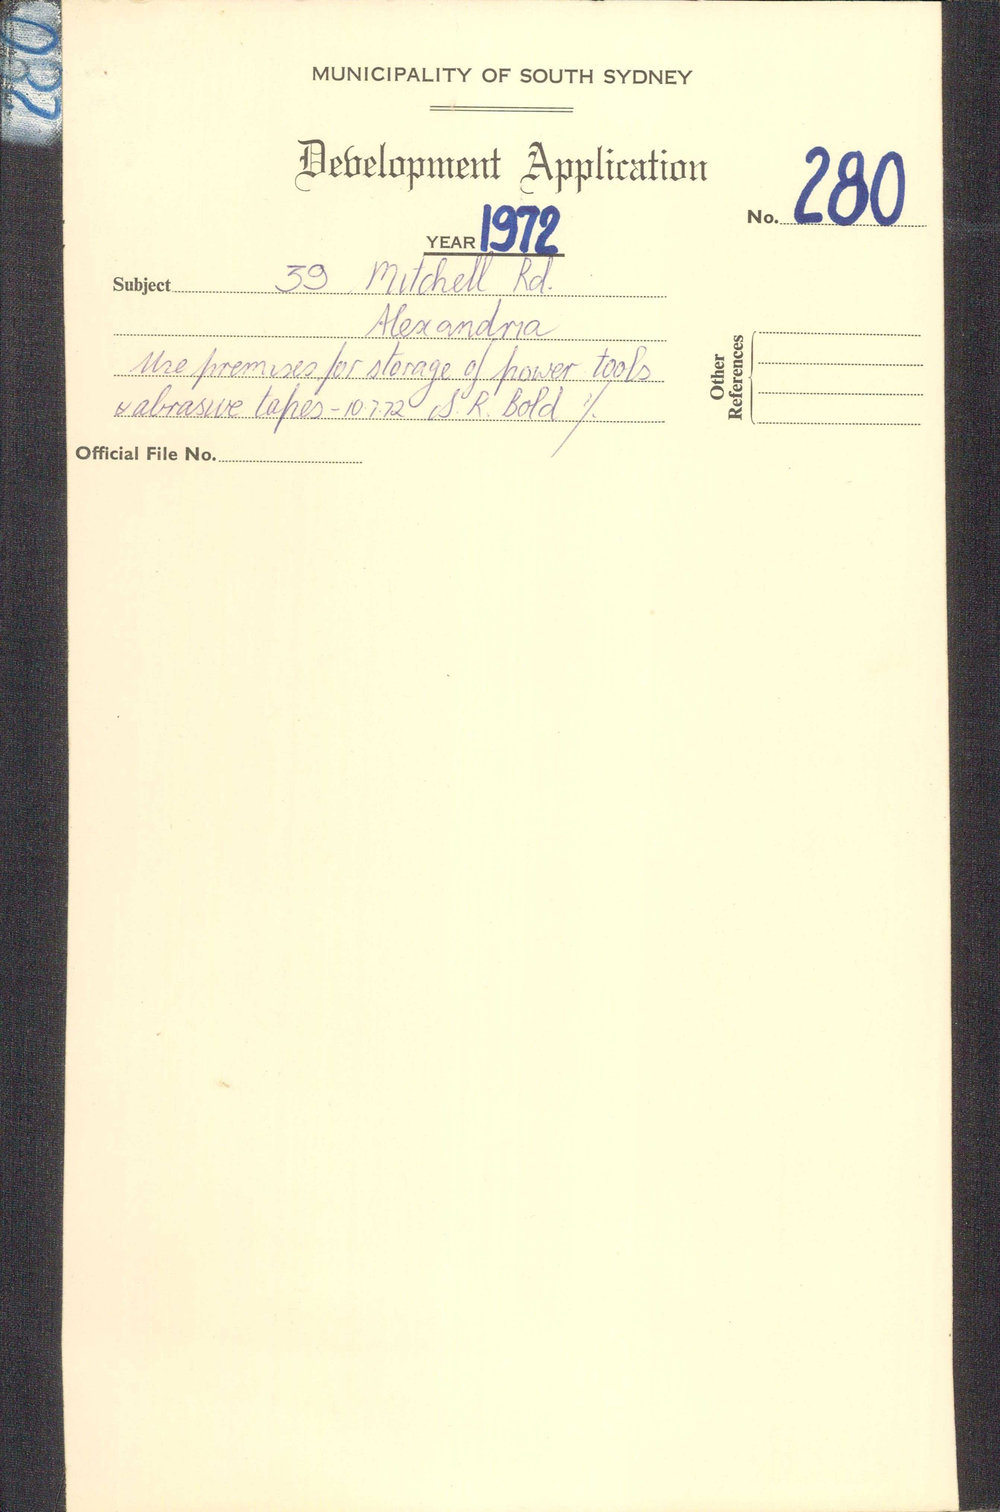 280
MUNICIPALITY OF SOUTH SYDNEY
Development Application
No. 280
YEAR 1972
Subject 39 Mitchell Rd.
Alexandria
Use premises for storage of power tools
& abrasive tapes - 10.7.72 S. R. Bold
Other
References
Official File No.